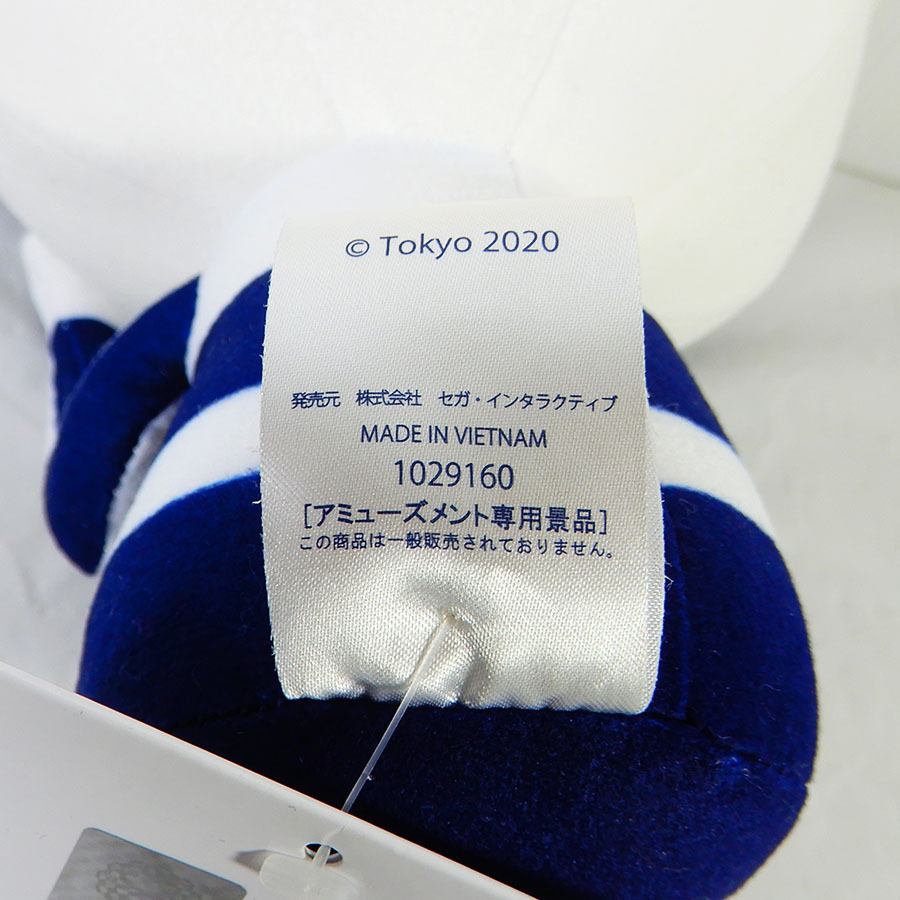 © Tokyo 2020
発売元　株式会社　セガ・インタラクティブ
MADE IN VIETNAM
1029160
[アミューズメント専用景品]
この商品は一般販売されておりません。